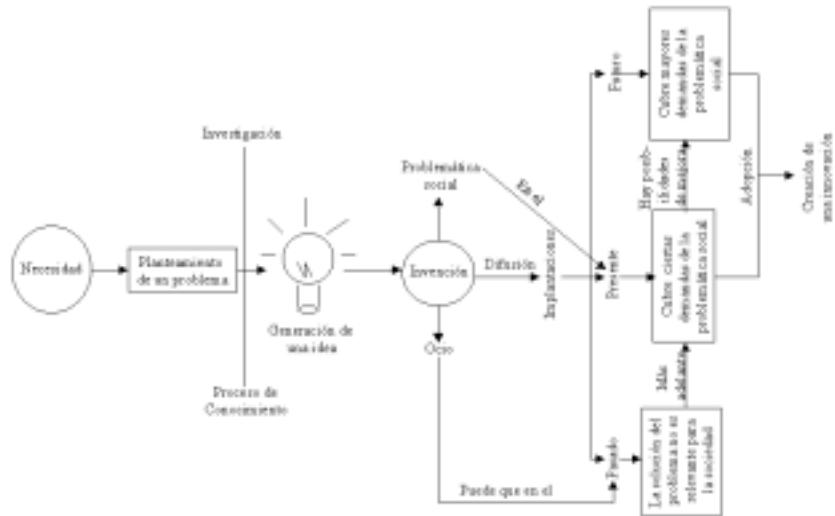 Necesidad
Planteamiento
de un problema
Investigación
Proceso de
Conocimiento
Generación de
una idea
Problemática
social
Invención
Ocio
Difusión
Implantaciones
En el
Puede que en el
Futuro
Presente
Pasado
Cubre mayores
demandas de la
problemática
social
Hay posib-
ilidades
de mejora
Cubre ciertas
demandas de la
problemática social
Más
adelante
La solución del
problema no es
relevante para
la sociedad
Adopción
Creación de
una innovación